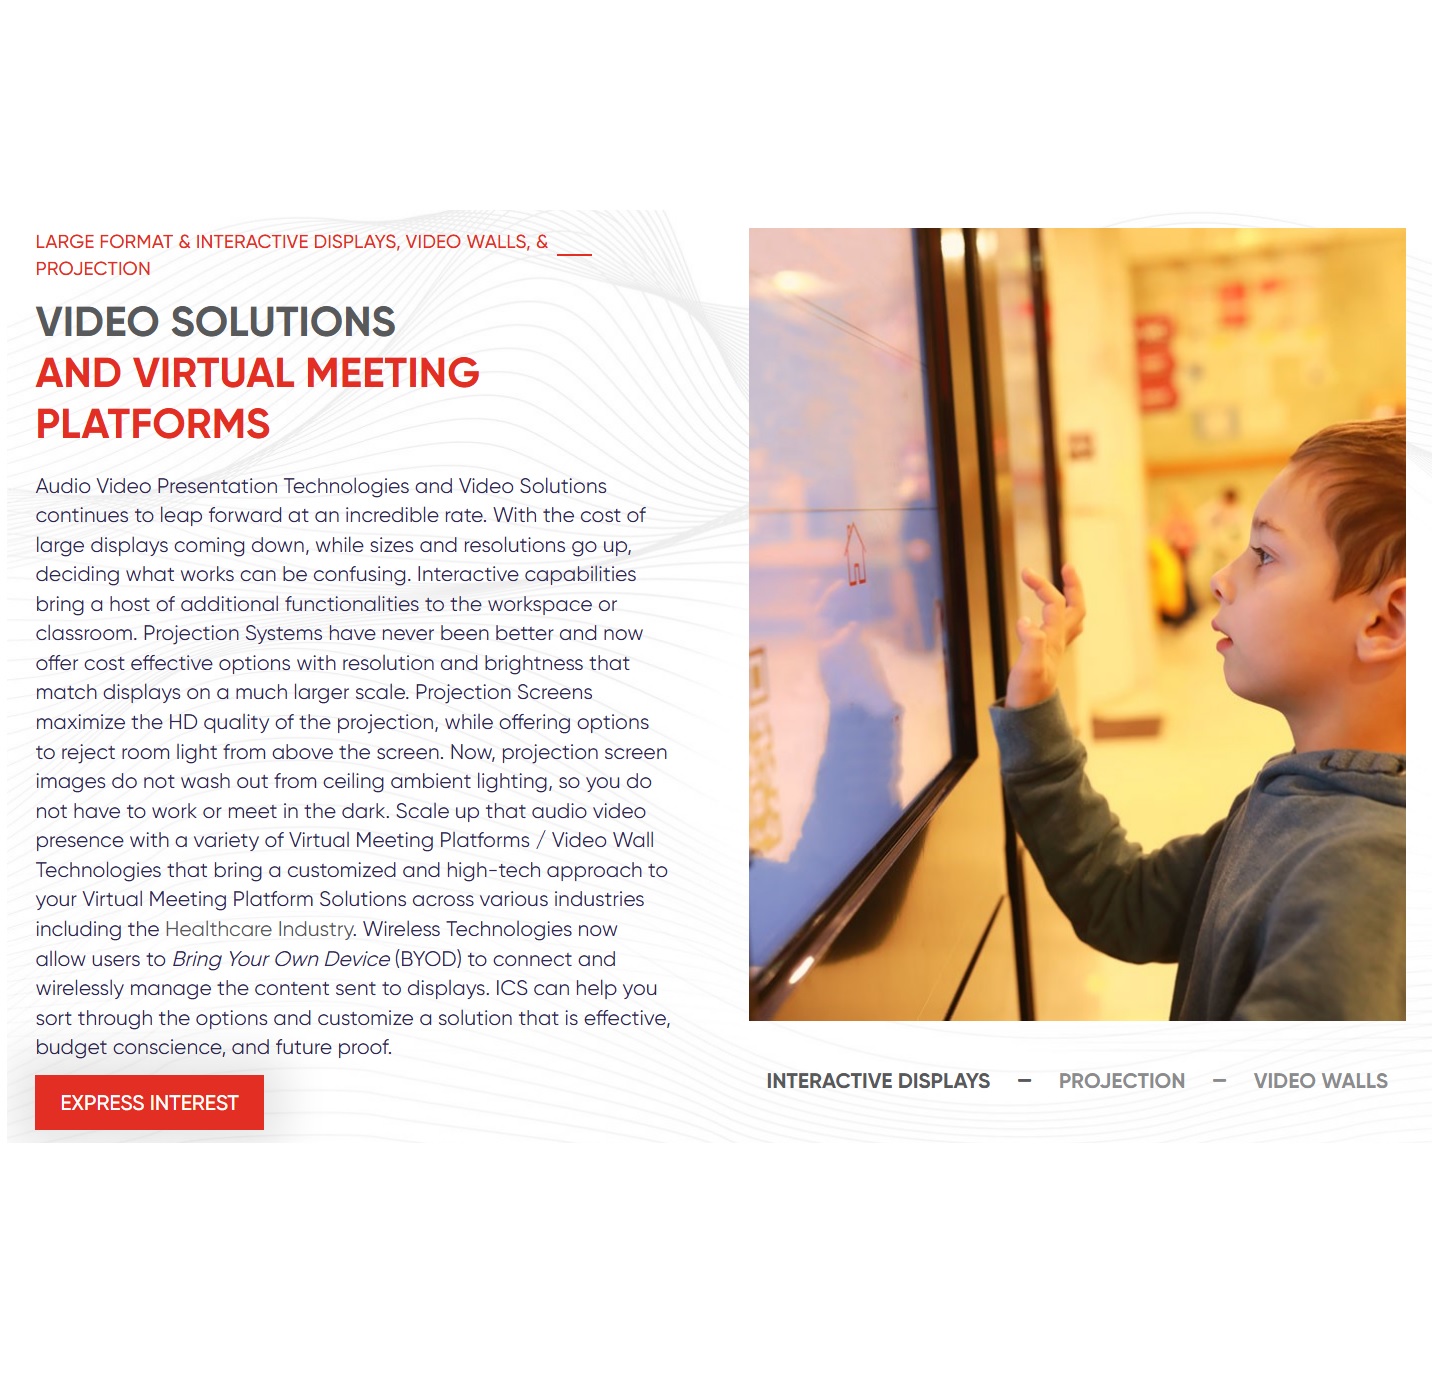 LARGE FORMAT & INTERACTIVE DISPLAYS, VIDEO WALLS, &
PROJECTION
VIDEO SOLUTIONS
AND VIRTUAL MEETING
PLATFORMS
Audio Video Presentation Technologies and Video Solutions
continues to leap forward at an incredible rate. With the cost of
large displays coming down, while sizes and resolutions go up,
deciding what works can be confusing. Interactive capabilities
bring a host of additional functionalities to the workspace or
classroom. Projection Systems have never been better and now
offer cost effective options with resolution and brightness that
match displays on a much larger scale. Projection Screens
maximize the HD quality of the projection, while offering options
to reject room light from above the screen. Now, projection screen
images do not wash out from ceiling ambient lighting, so you do
not have to work or meet in the dark. Scale up that audio video
presence with a variety of Virtual Meeting Platforms / Video Wall
Technologies that bring a customized and high-tech approach to
your Virtual Meeting Platform Solutions across various industries
including the Healthcare Industry. Wireless Technologies now
allow users to Bring Your Own Device (BYOD) to connect and
wirelessly manage the content sent to displays. ICS can help you
sort through the options and customize a solution that is effective,
budget conscience, and future proof.
EXPRESS INTEREST
INTERACTIVE DISPLAYS – PROJECTION – VIDEO WALLS